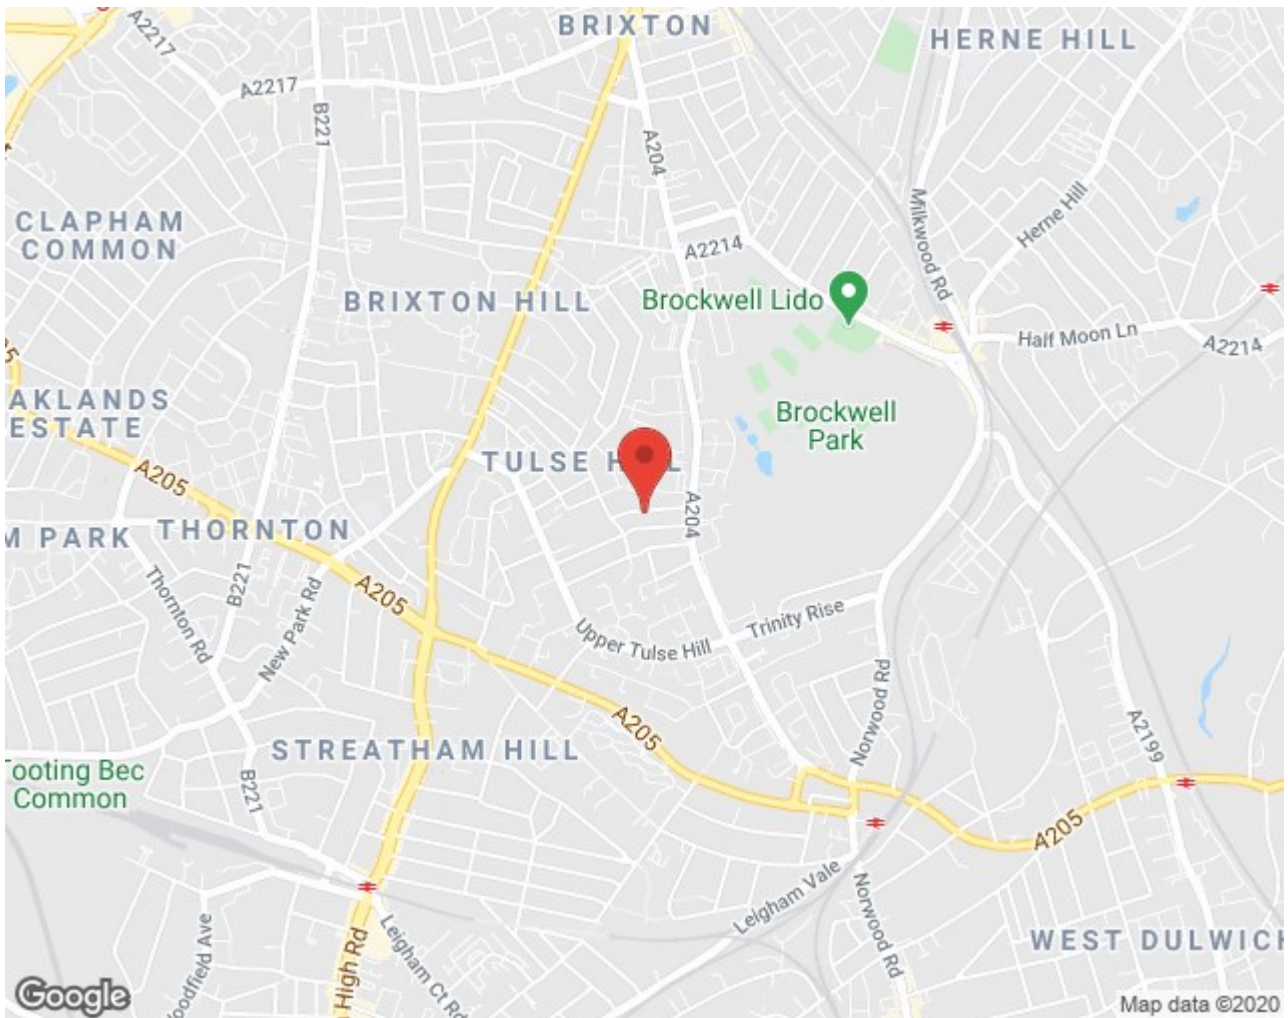 BRIXTON
HERNE HILL
A2217
A2217
B221
A204
CLAPHAM
COMMON
A2214
Milkwood Rd
Herne Hill
BRIXTON HILL
Brockwell Lido
Half Moon Ln
A2214
AKLANDS
ESTATE
Brockwell
Park
TULSE H L
A205
A204
THORNTON
M PARK
B221
Thornton Rd
New Park Rd
A205
Upper Tulse Hill
Trinity Rise
Norwood Rd
A205
A2199
STREATHAM HILL
Tooting Bec
Common
B221
A205
Leigham Vale
Norwood Rd
WEST DULWICH
Leigham Ct Rd
High Rd
oodfield Ave
Google
Map data ©2020